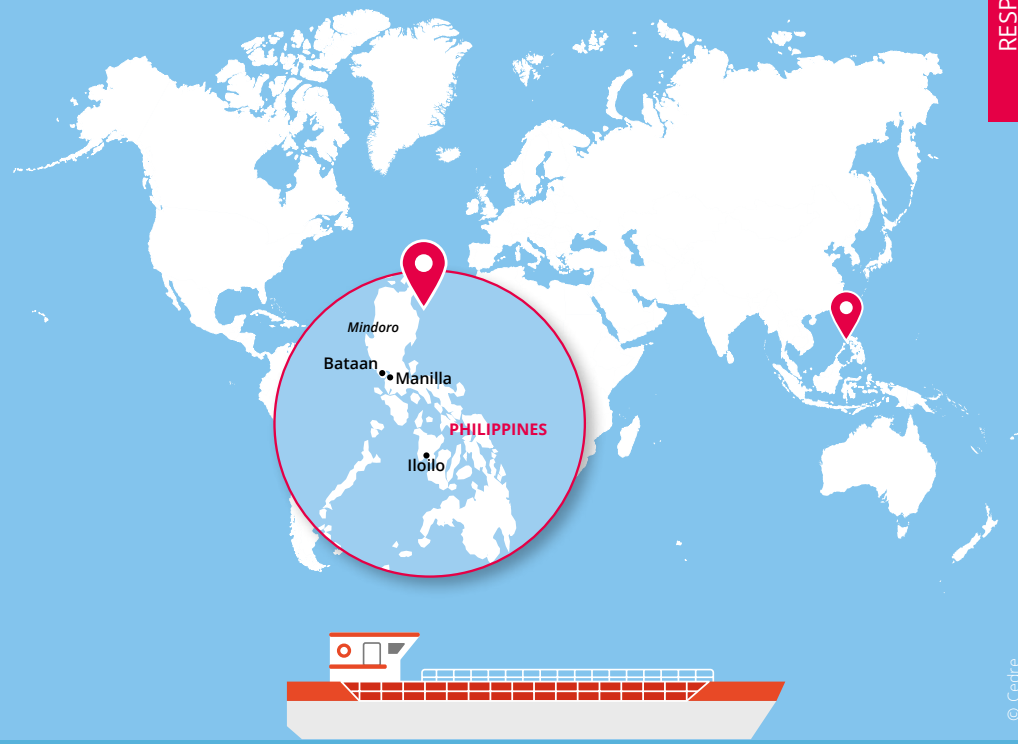 RESP
Mindoro
Bataan
Manilla
PHILIPPINES
Iloilo
© Cedre